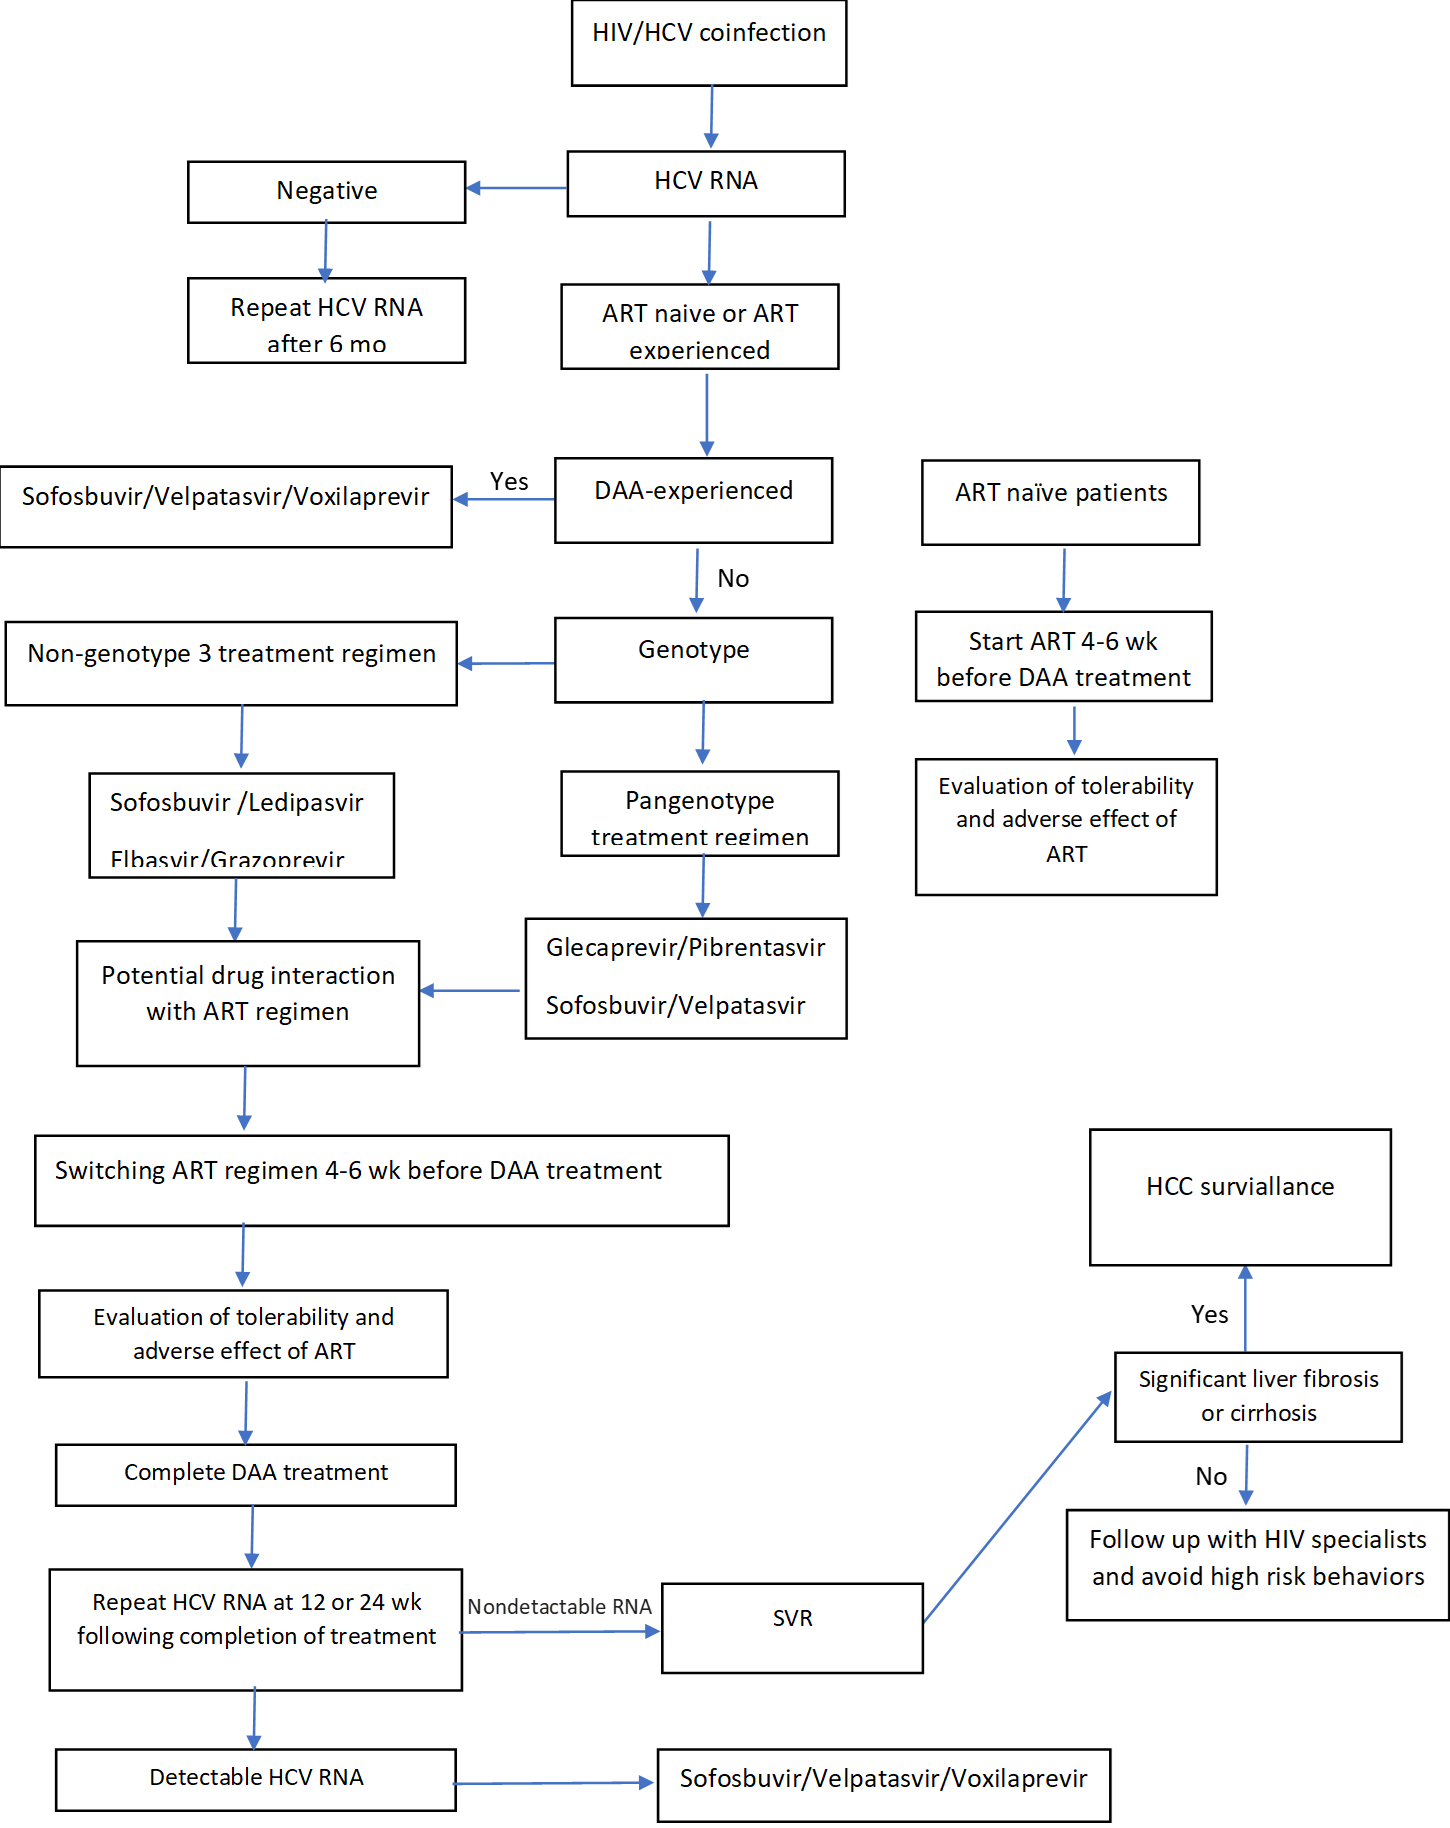 HIV/HCV coinfection
HCV RNA
Negative
Repeat HCV RNA
after 6 mo
ART naive or ART
experienced
DAA-experienced
Yes
Sofosbuvir/Velpatasvir/Voxilaprevir
No
Genotype
Non-genotype 3 treatment regimen
Sofosbuvir /Ledipasvir
Elbasvir/Grazoprevir
Pangenotype
treatment regimen
Glecaprevir/Pibrentasvir
Sofosbuvir/Velpatasvir
Potential drug interaction
with ART regimen
ART naïve patients
Start ART 4-6 wk
before DAA treatment
Evaluation of tolerability
and adverse effect of
ART
Switching ART regimen 4-6 wk before DAA treatment
Evaluation of tolerability and
adverse effect of ART
Complete DAA treatment
Repeat HCV RNA at 12 or 24 wk
following completion of treatment
Nondetactable RNA
SVR
HCC surviallance
Yes
Significant liver fibrosis
or cirrhosis
No
Follow up with HIV specialists
and avoid high risk behaviors
Detectable HCV RNA
Sofosbuvir/Velpatasvir/Voxilaprevir